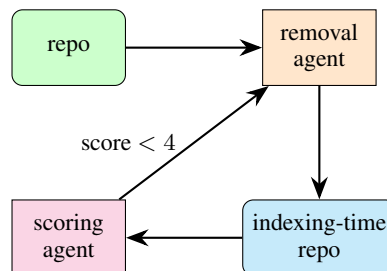 repo
removal
agent
score < 4
scoring
agent
indexing-time
repo